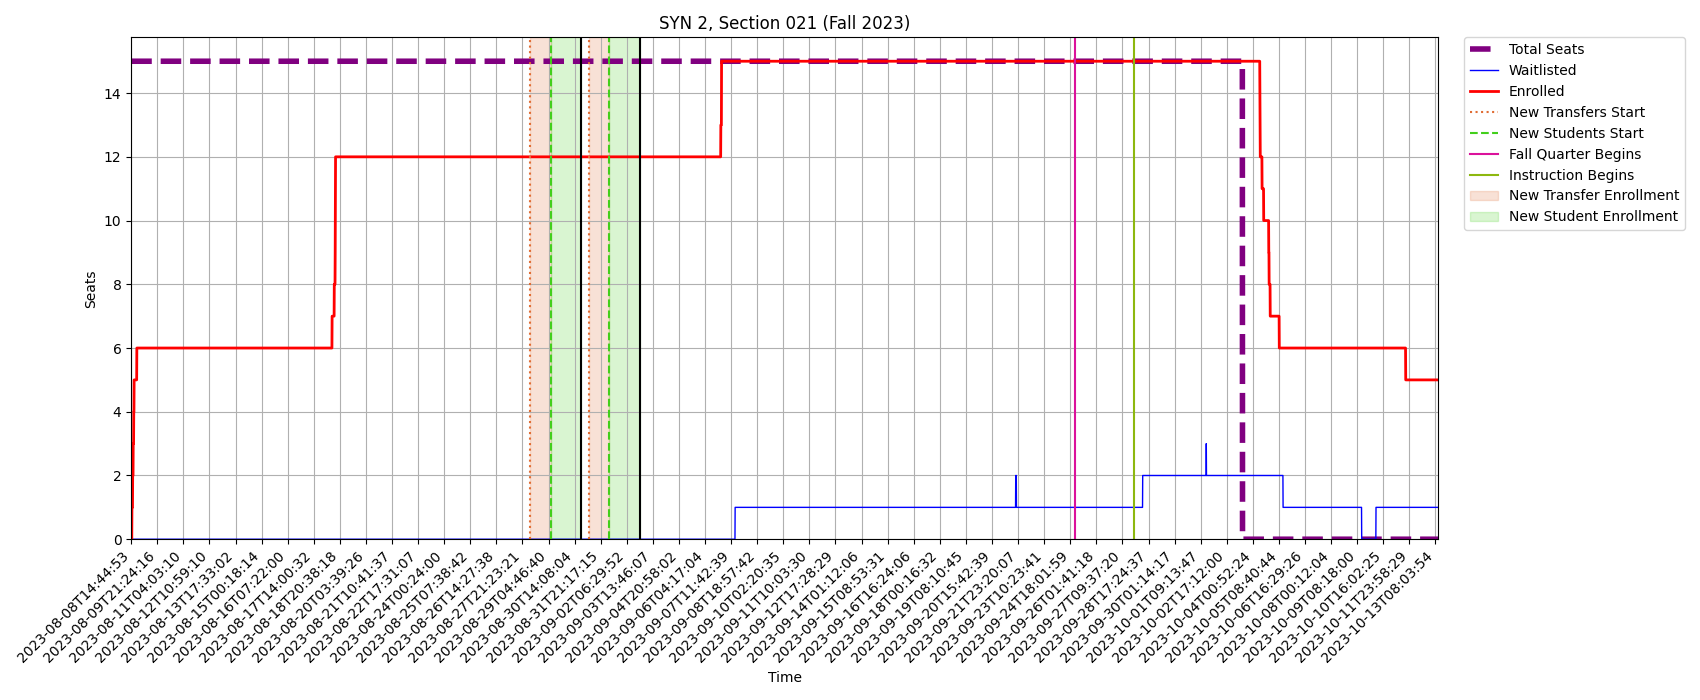 SYN 2, Section 021 (Fall 2023)
Total Seats
Waitlisted
Enrolled
New Transfers Start
New Students Start
Fall Quarter Begins
Instruction Begins
New Transfer Enrollment
New Student Enrollment
Seats
14
12
10
8
6
4
2
0
2023-08-08T14:44:53
2023-08-09T21:24:16
2023-08-11T04:03:10
2023-08-12T10:59:10
2023-08-13T17:33:02
2023-08-15T00:18:14
2023-08-16T07:22:00
2023-08-17T14:00:32
2023-08-18T20:38:18
2023-08-20T03:39:26
2023-08-21T10:41:37
2023-08-22T17:31:07
2023-08-24T00:24:00
2023-08-25T07:38:42
2023-08-26T14:27:38
2023-08-27T21:23:21
2023-08-29T04:46:40
2023-08-30T14:08:04
2023-08-31T21:17:15
2023-09-02T06:29:52
2023-09-03T13:46:07
2023-09-04T20:58:02
2023-09-06T04:17:04
2023-09-07T11:42:39
2023-09-08T18:57:42
2023-09-10T02:20:35
2023-09-11T10:03:30
2023-09-12T17:28:29
2023-09-14T01:12:06
2023-09-15T08:53:31
2023-09-16T16:24:06
2023-09-18T00:16:32
2023-09-19T08:10:45
2023-09-20T15:42:39
2023-09-21T23:20:07
2023-09-23T10:23:41
2023-09-24T18:01:59
2023-09-26T01:41:18
2023-09-27T09:37:20
2023-09-28T17:24:37
2023-09-30T01:14:17
2023-10-01T09:13:47
2023-10-02T17:12:00
2023-10-04T00:52:24
2023-10-05T08:40:44
2023-10-06T16:29:26
2023-10-08T00:12:04
2023-10-09T08:18:00
2023-10-10T16:02:25
2023-10-11T23:58:29
2023-10-13T08:03:54
Time